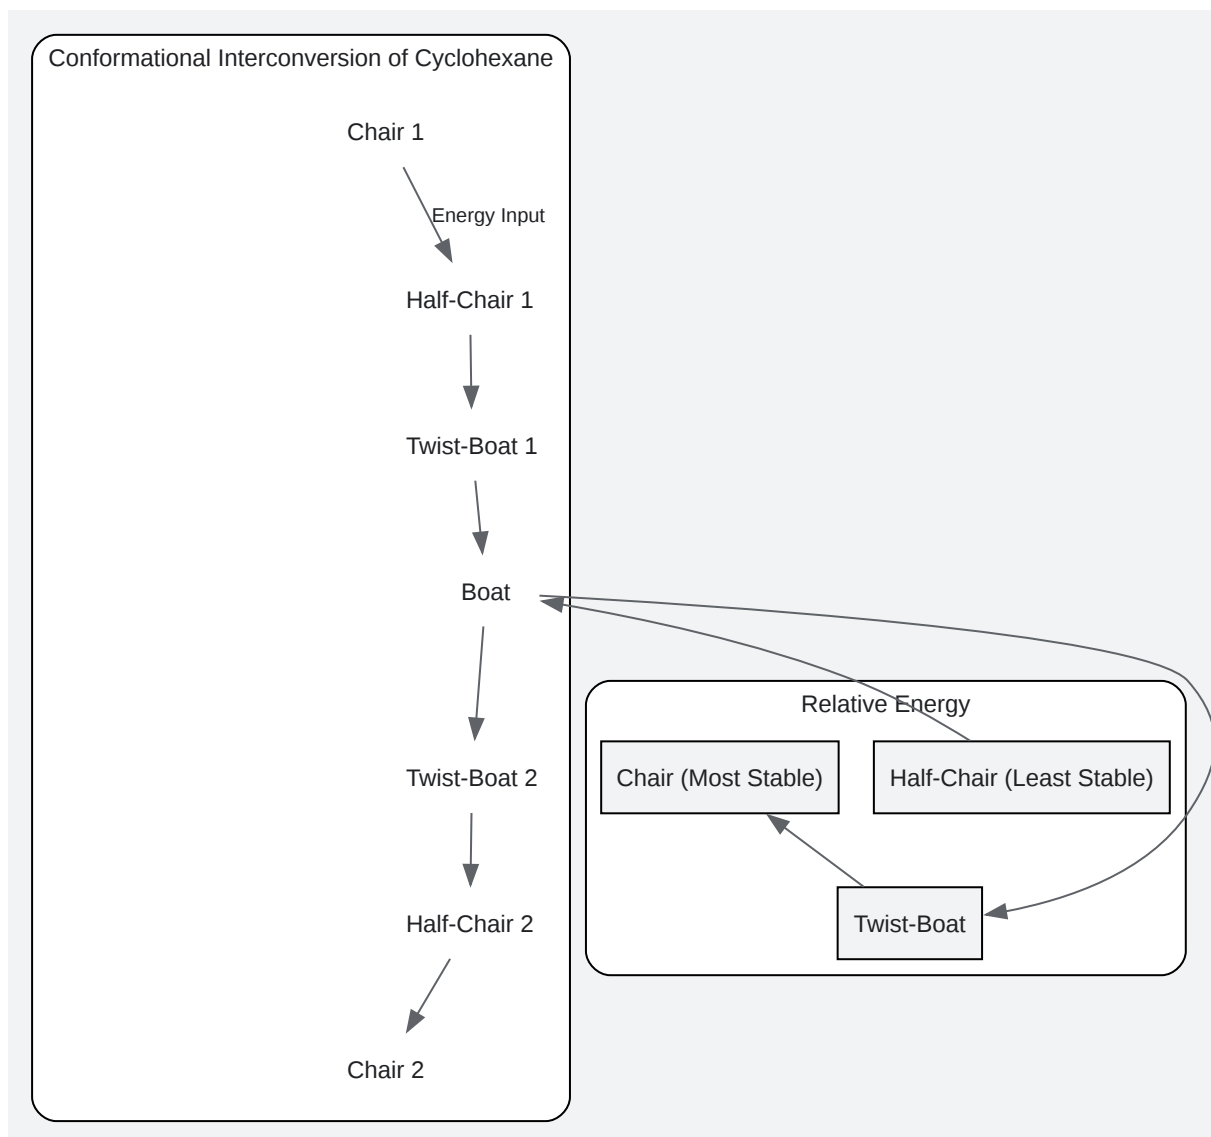 Conformational Interconversion of Cyclohexane
Chair 1
Energy Input
Half-Chair 1
Twist-Boat 1
Boat
Twist-Boat 2
Half-Chair 2
Chair 2
Relative Energy
Chair (Most Stable)
Half-Chair (Least Stable)
Twist-Boat